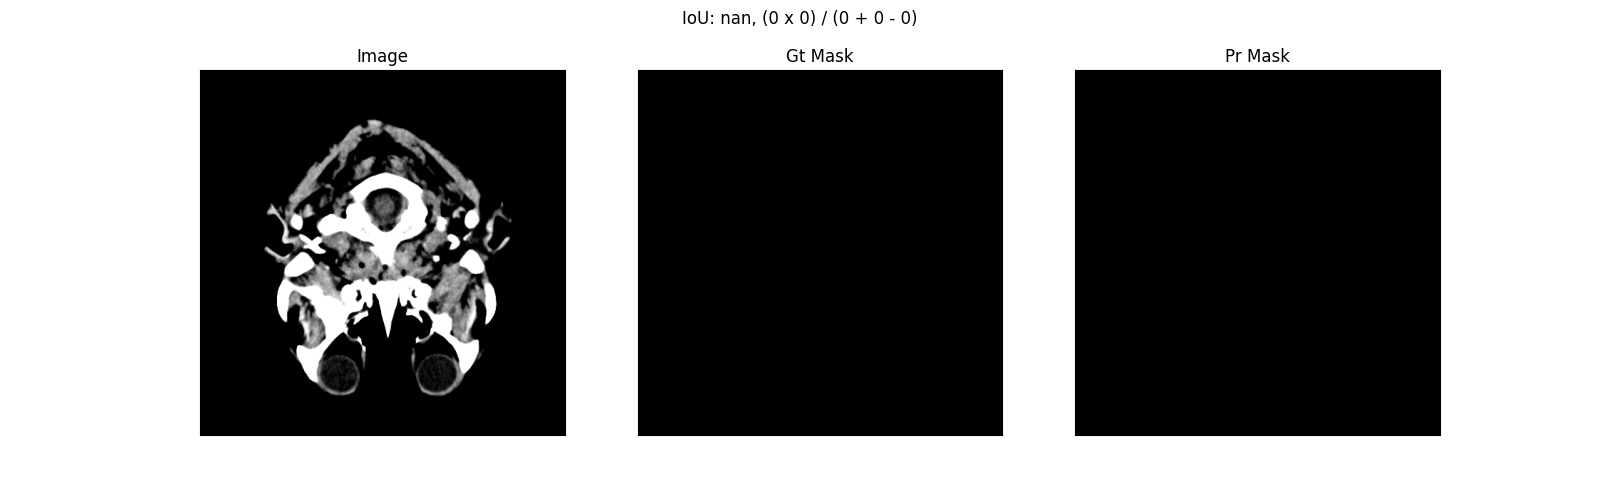 IoU: nan, (0 x 0) / (0 + 0 - 0)
Image
Gt Mask
Pr Mask